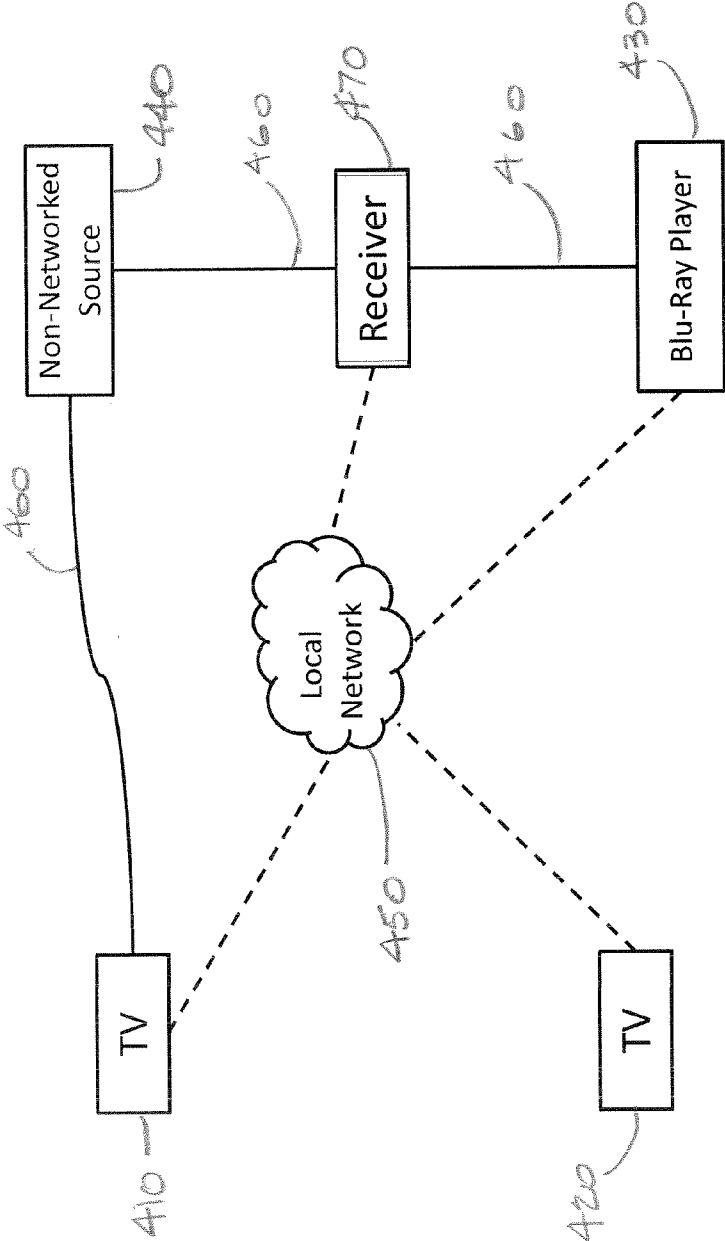 410
TV
460
Non-Networked
Source
440
460
Local
Network
450
Receiver
470
460
420
TV
Blu-Ray Player
430